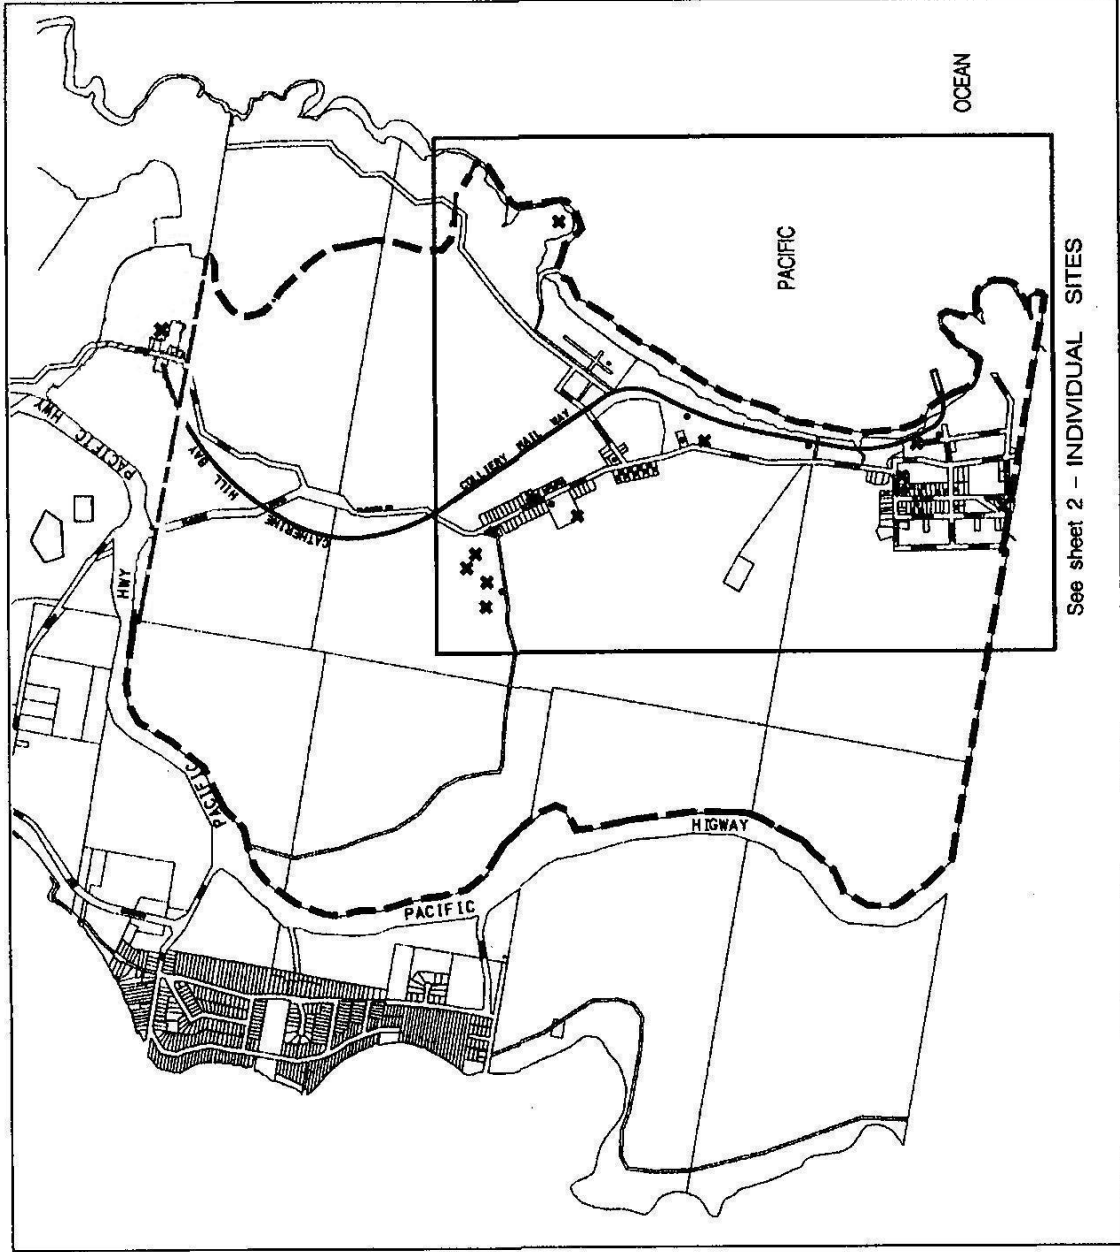 OCEAN
PACIFIC
PACIFIC HWY
HWY
PACIFIC
HIGWAY
PACIFIC
CATHERINE HILL BAY
COLLIERY RAIL WAY
See sheet 2 - INDIVIDUAL SITES